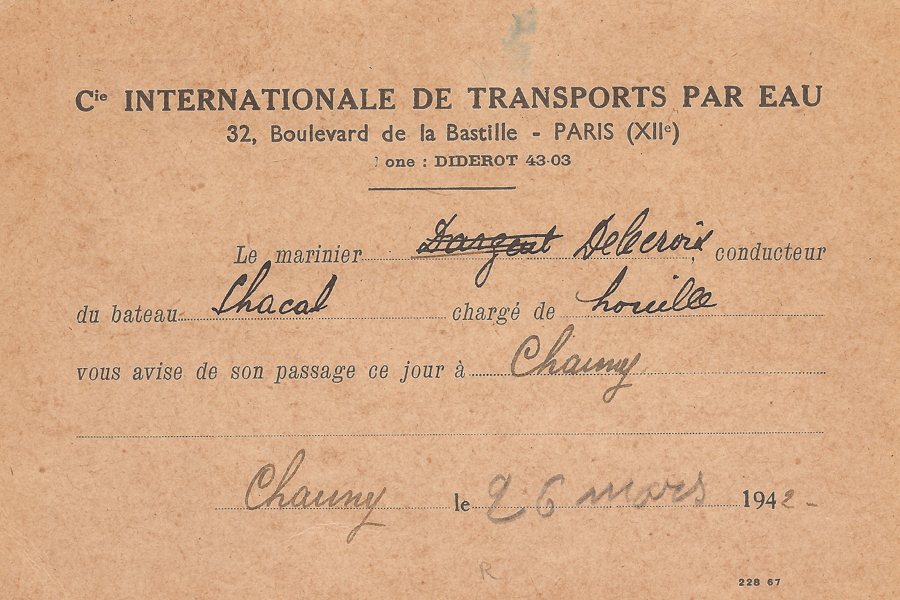 Cie INTERNATIONALE DE TRANSPORTS PAR EAU
32, Boulevard de la Bastille - PARIS (XIIe)
one : DIDEROT 43-03
Le marinier Dargent Delecroix, conducteur
du bateau Chacal chargé de houille
vous avise de son passage ce jour à Chauny
Chauny le 26 mars 1942-
R
228 67